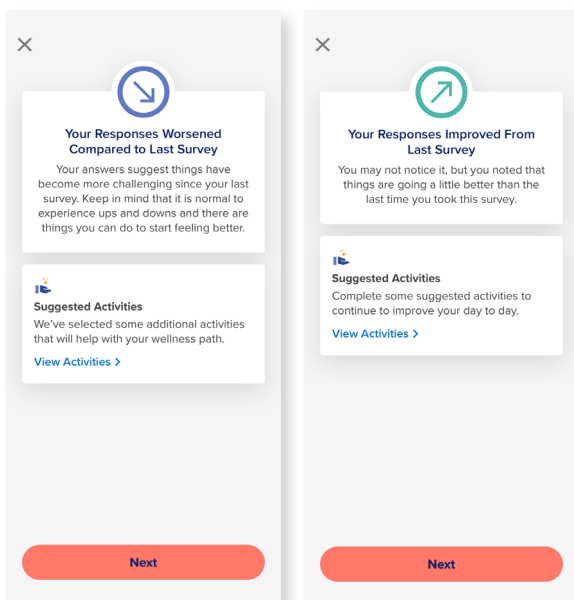 Your Responses Worsened
Compared to Last Survey
Your answers suggest things have
become more challenging since your last
survey. Keep in mind that it is normal to
experience ups and downs and there are
things you can do to start feeling better.
Suggested Activities
We've selected some additional activities
that will help with your wellness path.
View Activities >
Next
Your Responses Improved From
Last Survey
You may not notice it, but you noted that
things are going a little better than the
last time you took this survey.
Suggested Activities
Complete some suggested activities to
continue to improve your day to day.
View Activities >
Next